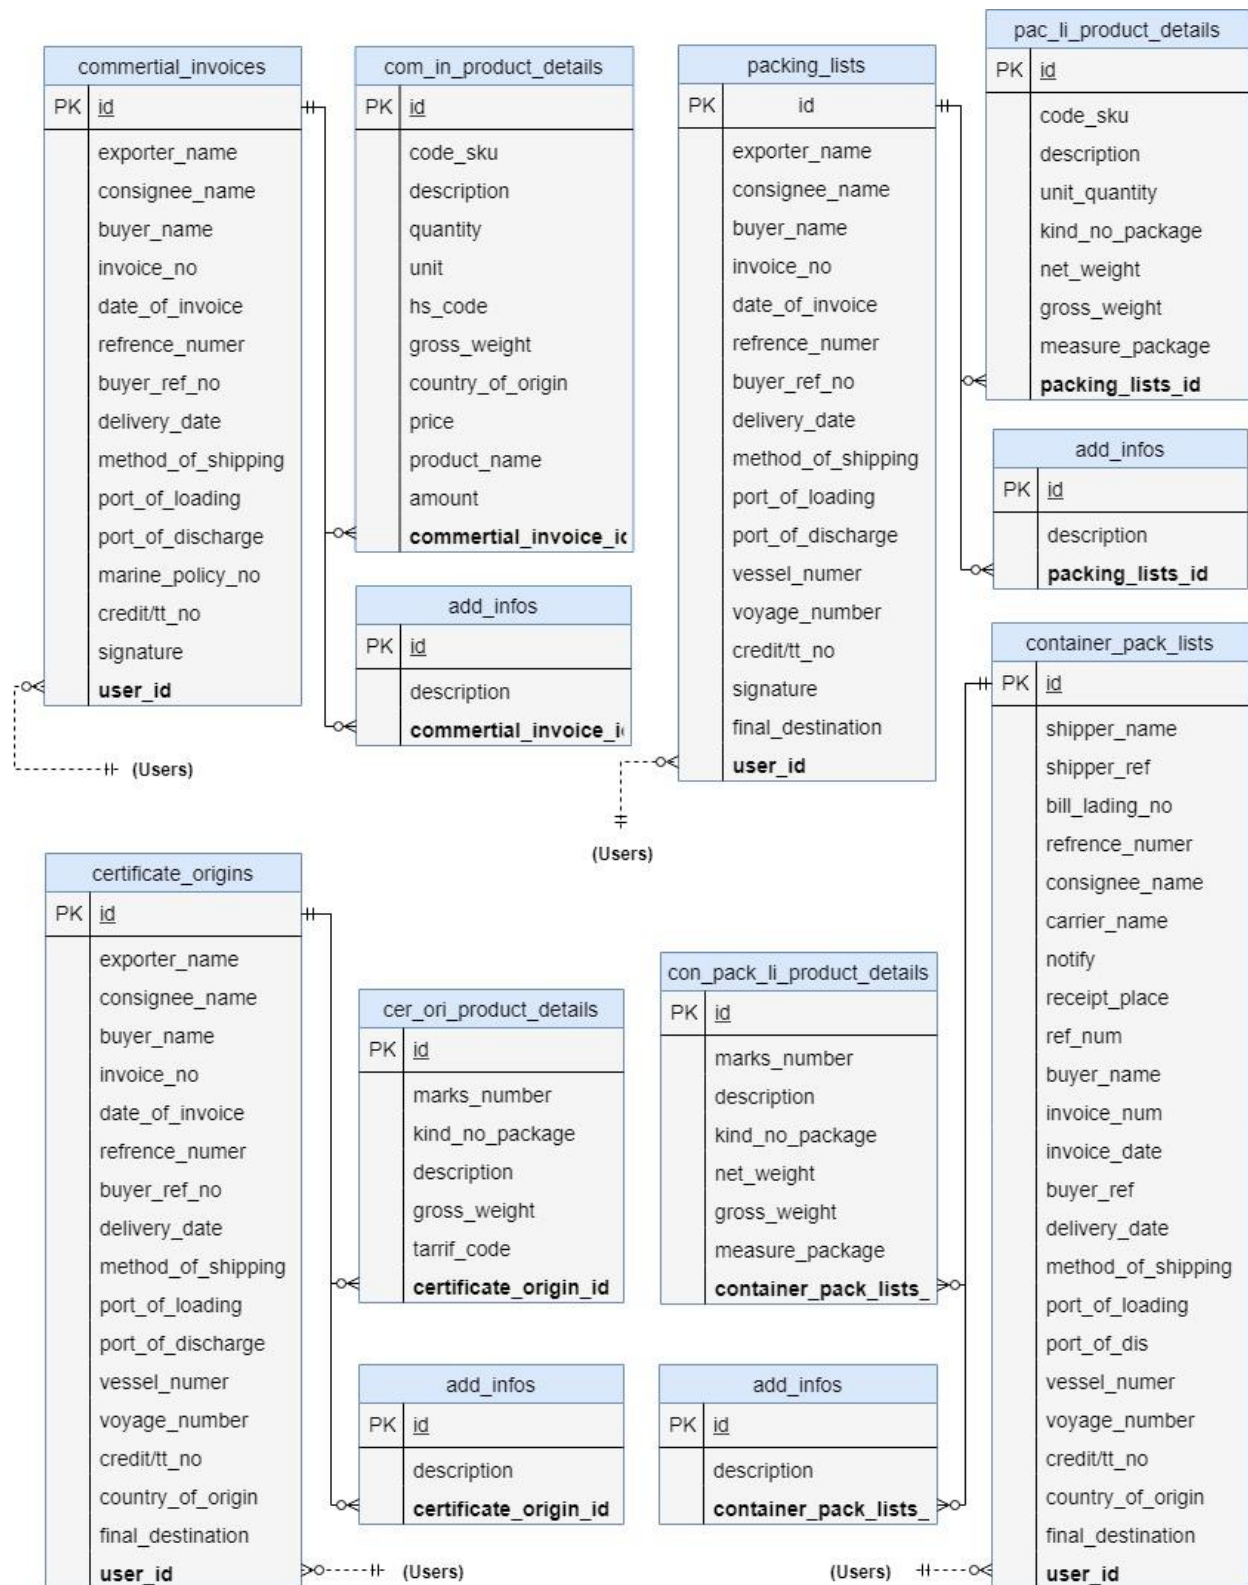 commertial_invoices
PK id
exporter_name
consignee_name
buyer_name
invoice_no
date_of_invoice
refrence_numer
buyer_ref_no
delivery_date
method_of_shipping
port_of_loading
port_of_discharge
marine_policy_no
credit/tt_no
signature
user_id
(Users)
com_in_product_details
PK id
code_sku
description
quantity
unit
hs_code
gross_weight
country_of_origin
price
product_name
amount
commertial_invoice_ic
add_infos
PK id
description
commertial_invoice_i
packing_lists
PK id
exporter_name
consignee_name
buyer_name
invoice_no
date_of_invoice
refrence_numer
buyer_ref_no
delivery_date
method_of_shipping
port_of_loading
port_of_discharge
vessel_numer
voyage_number
credit/tt_no
signature
final_destination
user_id
(Users)
pac_li_product_details
PK id
code_sku
description
unit_quantity
kind_no_package
net_weight
gross_weight
measure_package
packing_lists_id
add_infos
PK id
description
packing_lists_id
certificate_origins
PK id
exporter_name
consignee_name
buyer_name
invoice_no
date_of_invoice
refrence_numer
buyer_ref_no
delivery_date
method_of_shipping
port_of_loading
port_of_discharge
vessel_numer
voyage_number
credit/tt_no
country_of_origin
final_destination
user_id
(Users)
cer_ori_product_details
PK id
marks_number
kind_no_package
description
gross_weight
tarrif_code
certificate_origin_id
add_infos
PK id
description
certificate_origin_id
con_pack_li_product_details
PK id
marks_number
description
kind_no_package
net_weight
gross_weight
measure_package
container_pack_lists_
add_infos
PK id
description
container_pack_lists_
container_pack_lists
PK id
shipper_name
shipper_ref
bill_lading_no
refrence_numer
consignee_name
carrier_name
notify
receipt_place
ref_num
buyer_name
invoice_num
invoice_date
buyer_ref
delivery_date
method_of_shipping
port_of_loading
port_of_dis
vessel_numer
voyage_number
credit/tt_no
country_of_origin
final_destination
user_id
(Users)